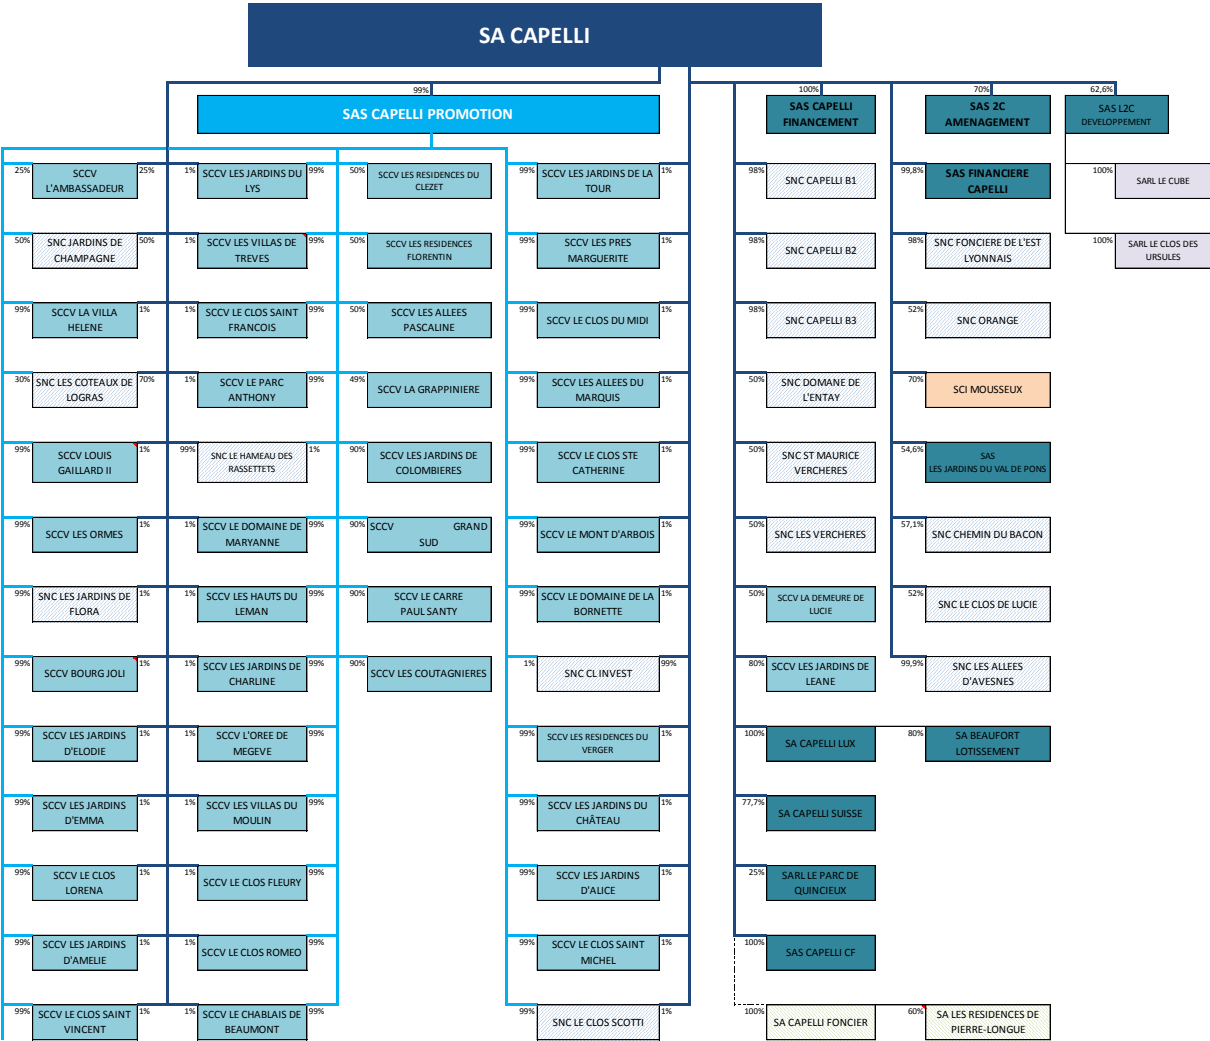 SA CAPELLI
99%
100%
70%
62,6%
SAS CAPELLI PROMOTION
SAS CAPELLI
FINANCEMENT
SAS 2C
AMENAGEMENT
SAS L2C
DEVELOPPEMENT
25%
SCCV
L'AMBASSADEUR
25%
1%
SCCV LES JARDINS DU
LYS
99%
50%
SCCV LES RESIDENCES DU
CLEZET
99%
SCCV LES JARDINS DE LA
TOUR
1%
98%
SNC CAPELLI B1
99,8%
SAS FINANCIERE
CAPELLI
100%
SARL LE CUBE
50%
SNC JARDINS DE
CHAMPAGNE
50%
1%
SCCV LES VILLAS DE
TREVES
99%
50%
SCCV LES RESIDENCES
FLORENTIN
99%
SCCV LES PRES
MARGUERITE
1%
98%
SNC CAPELLI B2
98%
SNC FONCIERE DE L'EST
LYONNAIS
100%
SARL LE CLOS DES
URSULES
99%
SCCV LA VILLA
HELENE
1%
1%
SCCV LE CLOS SAINT
FRANCOIS
99%
50%
SCCV LES ALLEES
PASCALINE
99%
SCCV LE CLOS DU MIDI
1%
98%
SNC CAPELLI B3
52%
SNC ORANGE
30%
SNC LES COTEAUX DE
LOGRAS
70%
1%
SCCV LE PARC
ANTHONY
99%
49%
SCCV LA GRAPPINIERE
99%
SCCV LES ALLEES DU
MARQUIS
1%
50%
SNC DOMANE DE
L'ENTAY
70%
SCI MOUSSEUX
99%
SCCV LOUIS
GAILLARD II
1%
99%
SNC LE HAMEAU DES
RASSETTETS
1%
90%
SCCV LES JARDINS DE
COLOMBIERES
99%
SCCV LE CLOS STE
CATHERINE
1%
50%
SNC ST MAURICE
VERCHERES
54,6%
SAS
LES JARDINS DU VAL DE PONS
99%
SCCV LES ORMES
1%
1%
SCCV LE DOMAINE DE
MARYANNE
99%
90%
SCCV GRAND
SUD
99%
SCCV LE MONT D'ARBOIS
1%
50%
SNC LES VERCHERES
57,1%
SNC CHEMIN DU BACON
99%
SNC LES JARDINS DE
FLORA
1%
1%
SCCV LES HAUTS DU
LEMAN
99%
90%
SCCV LE CARRE
PAUL SANTY
99%
SCCV LE DOMAINE DE LA
BORNETTE
1%
50%
SCCV LA DEMEURE DE
LUCIE
52%
SNC LE CLOS DE LUCIE
99%
SCCV BOURG JOLI
1%
1%
SCCV LES JARDINS DE
CHARLINE
99%
90%
SCCV LES COUTAGNIERES
1%
SNC CL INVEST
99%
80%
SCCV LES JARDINS DE
LEANE
99,9%
SNC LES ALLEES
D'AVESNES
99%
SCCV LES JARDINS
D'ELODIE
1%
1%
SCCV L'OREE DE
MEGEVE
99%
99%
SCCV LES RESIDENCES DU
VERGER
1%
100%
SA CAPELLI LUX
80%
SA BEAUFORT
LOTISSEMENT
99%
SCCV LES JARDINS
D'EMMA
1%
1%
SCCV LES VILLAS DU
MOULIN
99%
99%
SCCV LES JARDINS DU
CHÂTEAU
1%
77,7%
SA CAPELLI SUISSE
99%
SCCV LE CLOS
LORENA
1%
1%
SCCV LE CLOS FLEURY
99%
99%
SCCV LES JARDINS
D'ALICE
1%
25%
SARL LE PARC DE
QUINCIEUX
99%
SCCV LES JARDINS
D'AMELIE
1%
1%
SCCV LE CLOS ROMEO
99%
99%
SCCV LE CLOS SAINT
MICHEL
1%
100%
SAS CAPELLI CF
99%
SCCV LE CLOS SAINT
VINCENT
1%
1%
SCCV LE CHABLAIS DE
BEAUMONT
99%
99%
SNC LE CLOS SCOTTI
1%
100%
SA CAPELLI FONCIER
60%
SA LES RESIDENCES DE
PIERRE-LONGUE